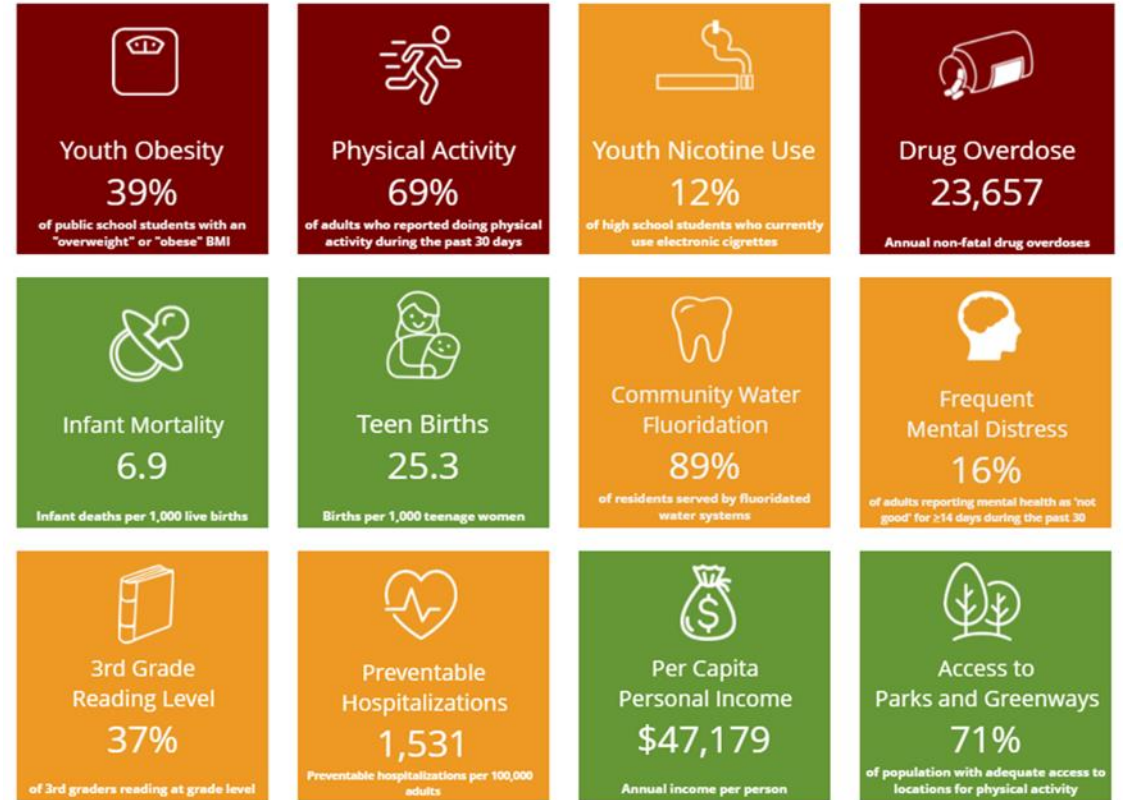 Youth Obesity
39%
of public school students with an
"overweight" or "obese" BMI
Physical Activity
69%
of adults who reported doing physical
activity during the past 30 days
Youth Nicotine Use
12%
of high school students who currently
use electronic cigrettes
Drug Overdose
23,657
Annual non-fatal drug overdoses
Infant Mortality
6.9
Infant deaths per 1,000 live births
Teen Births
25.3
Births per 1,000 teenage women
Community Water
Fluoridation
89%
of residents served by fluoridated
water systems
Frequent
Mental Distress
16%
of adults reporting mental health as 'not
good' for ≥14 days during the past 30
3rd Grade
Reading Level
37%
of 3rd graders reading at grade level
Preventable
Hospitalizations
1,531
Preventable hospitalizations per 100,000
adults
$
Per Capita
Personal Income
$47,179
Annual income per person
Access to
Parks and Greenways
71%
of population with adequate access to
locations for physical activity